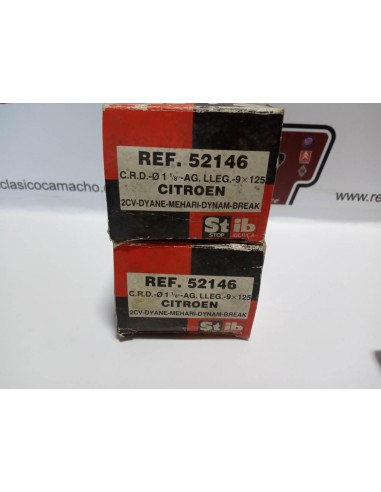 REF. 52146
C.R.D.-Ø 1 1/8"-AG. LLEG.-9×125
CITROEN
2CV-DYANE-MEHARI-DYNAM-BREAK
Stib
STOP
REF. 52146
C.R.D.-Ø 1 1/8"-AG. LLEG.-9×125
CITROEN
2CV-DYANE-MEHARI-DYNAM-BREAK
Stib
clasicocamacho.
www.re